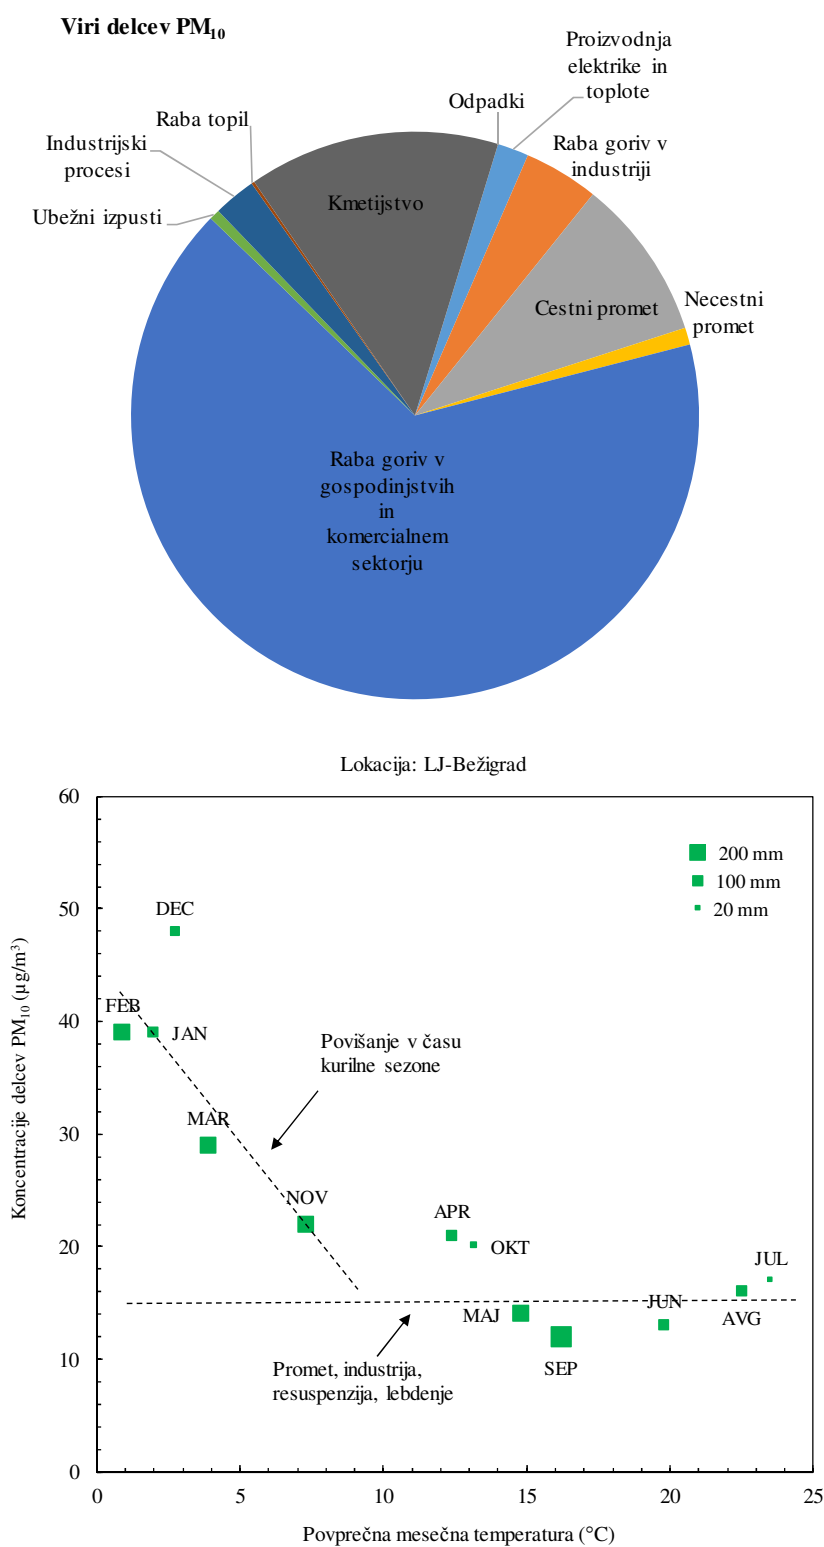 Viri delcev PM10
Proizvodnja
elektrike in
toplote
Odpadki
Raba topil
Raba goriv v
industriji
Industrijski
procesi
Kmetijstvo
Ubežni izpusti
Necestni
promet
Cestni promet
Raba goriv v
gospodinjstvih
in
komercialnem
sektorju
Lokacija: LJ-Bežigrad
Koncentracije delcev PM10 (µg/m³)
60
50
40
30
20
10
0
200 mm
100 mm
20 mm
DEC
FEB
JAN
Povišanje v času
kurilne sezone
MAR
NOV
APR
OKT
JUL
MAJ
JUN
AVG
SEP
Promet, industrija,
resuspenzija, lebdenje
0 5 10 15 20 25
Povprečna mesečna temperatura (°C)